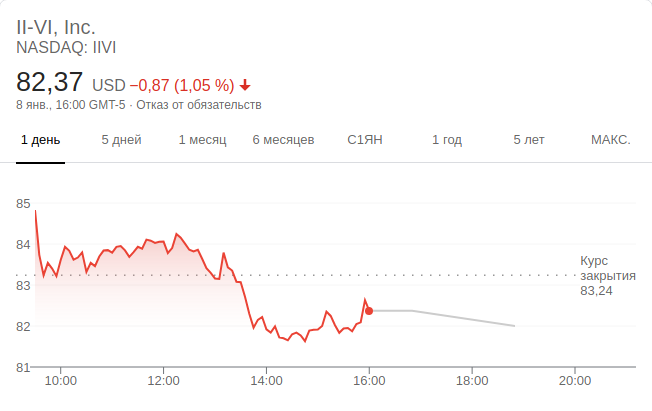 II-VI, Inc.
NASDAQ: IIVI
82,37 USD −0,87 (1,05 %)
8 янв., 16:00 GMT-5 · Отказ от обязательств
1 день 5 дней 1 месяц 6 месяцев С1ЯН 1 год 5 лет МАКС.
85
84
Курс
закрытия
83,24
83
82
81
10:00 12:00 14:00 16:00 18:00 20:00